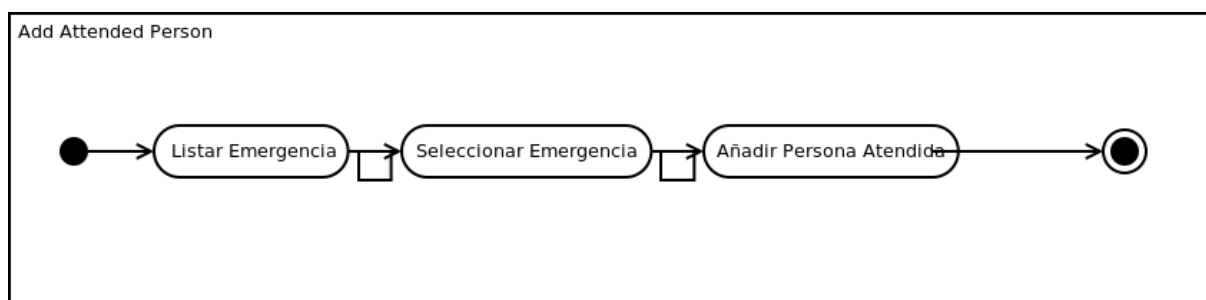 Add Attended Person
Listar Emergencia
Seleccionar Emergencia
Añadir Persona Atendida